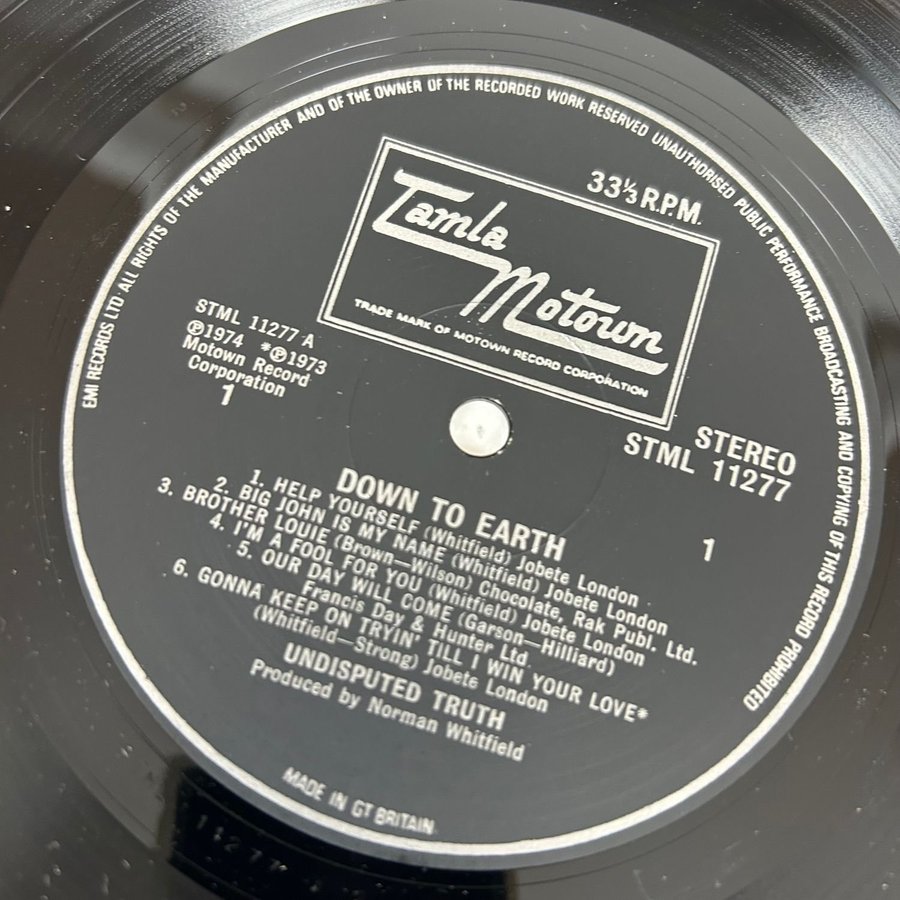 EMI RECORDS LTD ALL RIGHTS OF THE MANUFACTURER AND OF THE OWNER OF THE RECORDED WORK RESERVED UNAUTHORISED PUBLIC PERFORMANCE BROADCASTING AND COPYING OF THIS RECORD PROHIBITED
33⅓ R.P.M.
Tamla
Motown
TRADE MARK OF MOTOWN RECORD CORPORATION
STML 11277 A
℗1974 *℗1973
Motown Record
Corporation
1
STEREO
STML 11277
1
DOWN TO EARTH
1. HELP YOURSELF (Whitfield) Jobete London
2. BIG JOHN IS MY NAME (Whitfield) Jobete London
3. BROTHER LOUIE (Brown—Wilson) Chocolate, Rak Publ. Ltd.
4. I'M A FOOL FOR YOU (Whitfield) Jobete London
5. OUR DAY WILL COME (Garson—Hilliard)
Francis Day & Hunter Ltd.
6. GONNA KEEP ON TRYIN' TILL I WIN YOUR LOVE*
(Whitfield—Strong) Jobete London
UNDISPUTED TRUTH
Produced by Norman Whitfield
MADE IN GT BRITAIN
11277